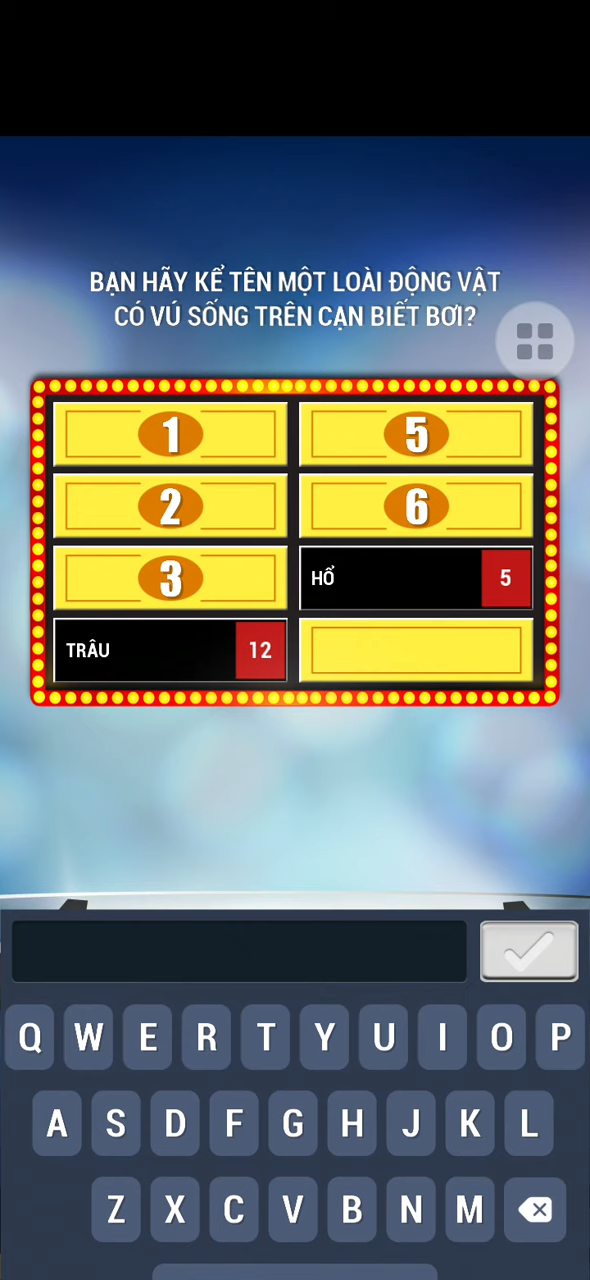 BẠN HÃY KỂ TÊN MỘT LOÀI ĐỘNG VẬT
CÓ VÚ SỐNG TRÊN CẠN BIẾT BƠI?
1
5
2
6
3
HỔ
5
TRÂU
12
Q W E R T Y U I O P
A S D F G H J K L
Z X C V B N M